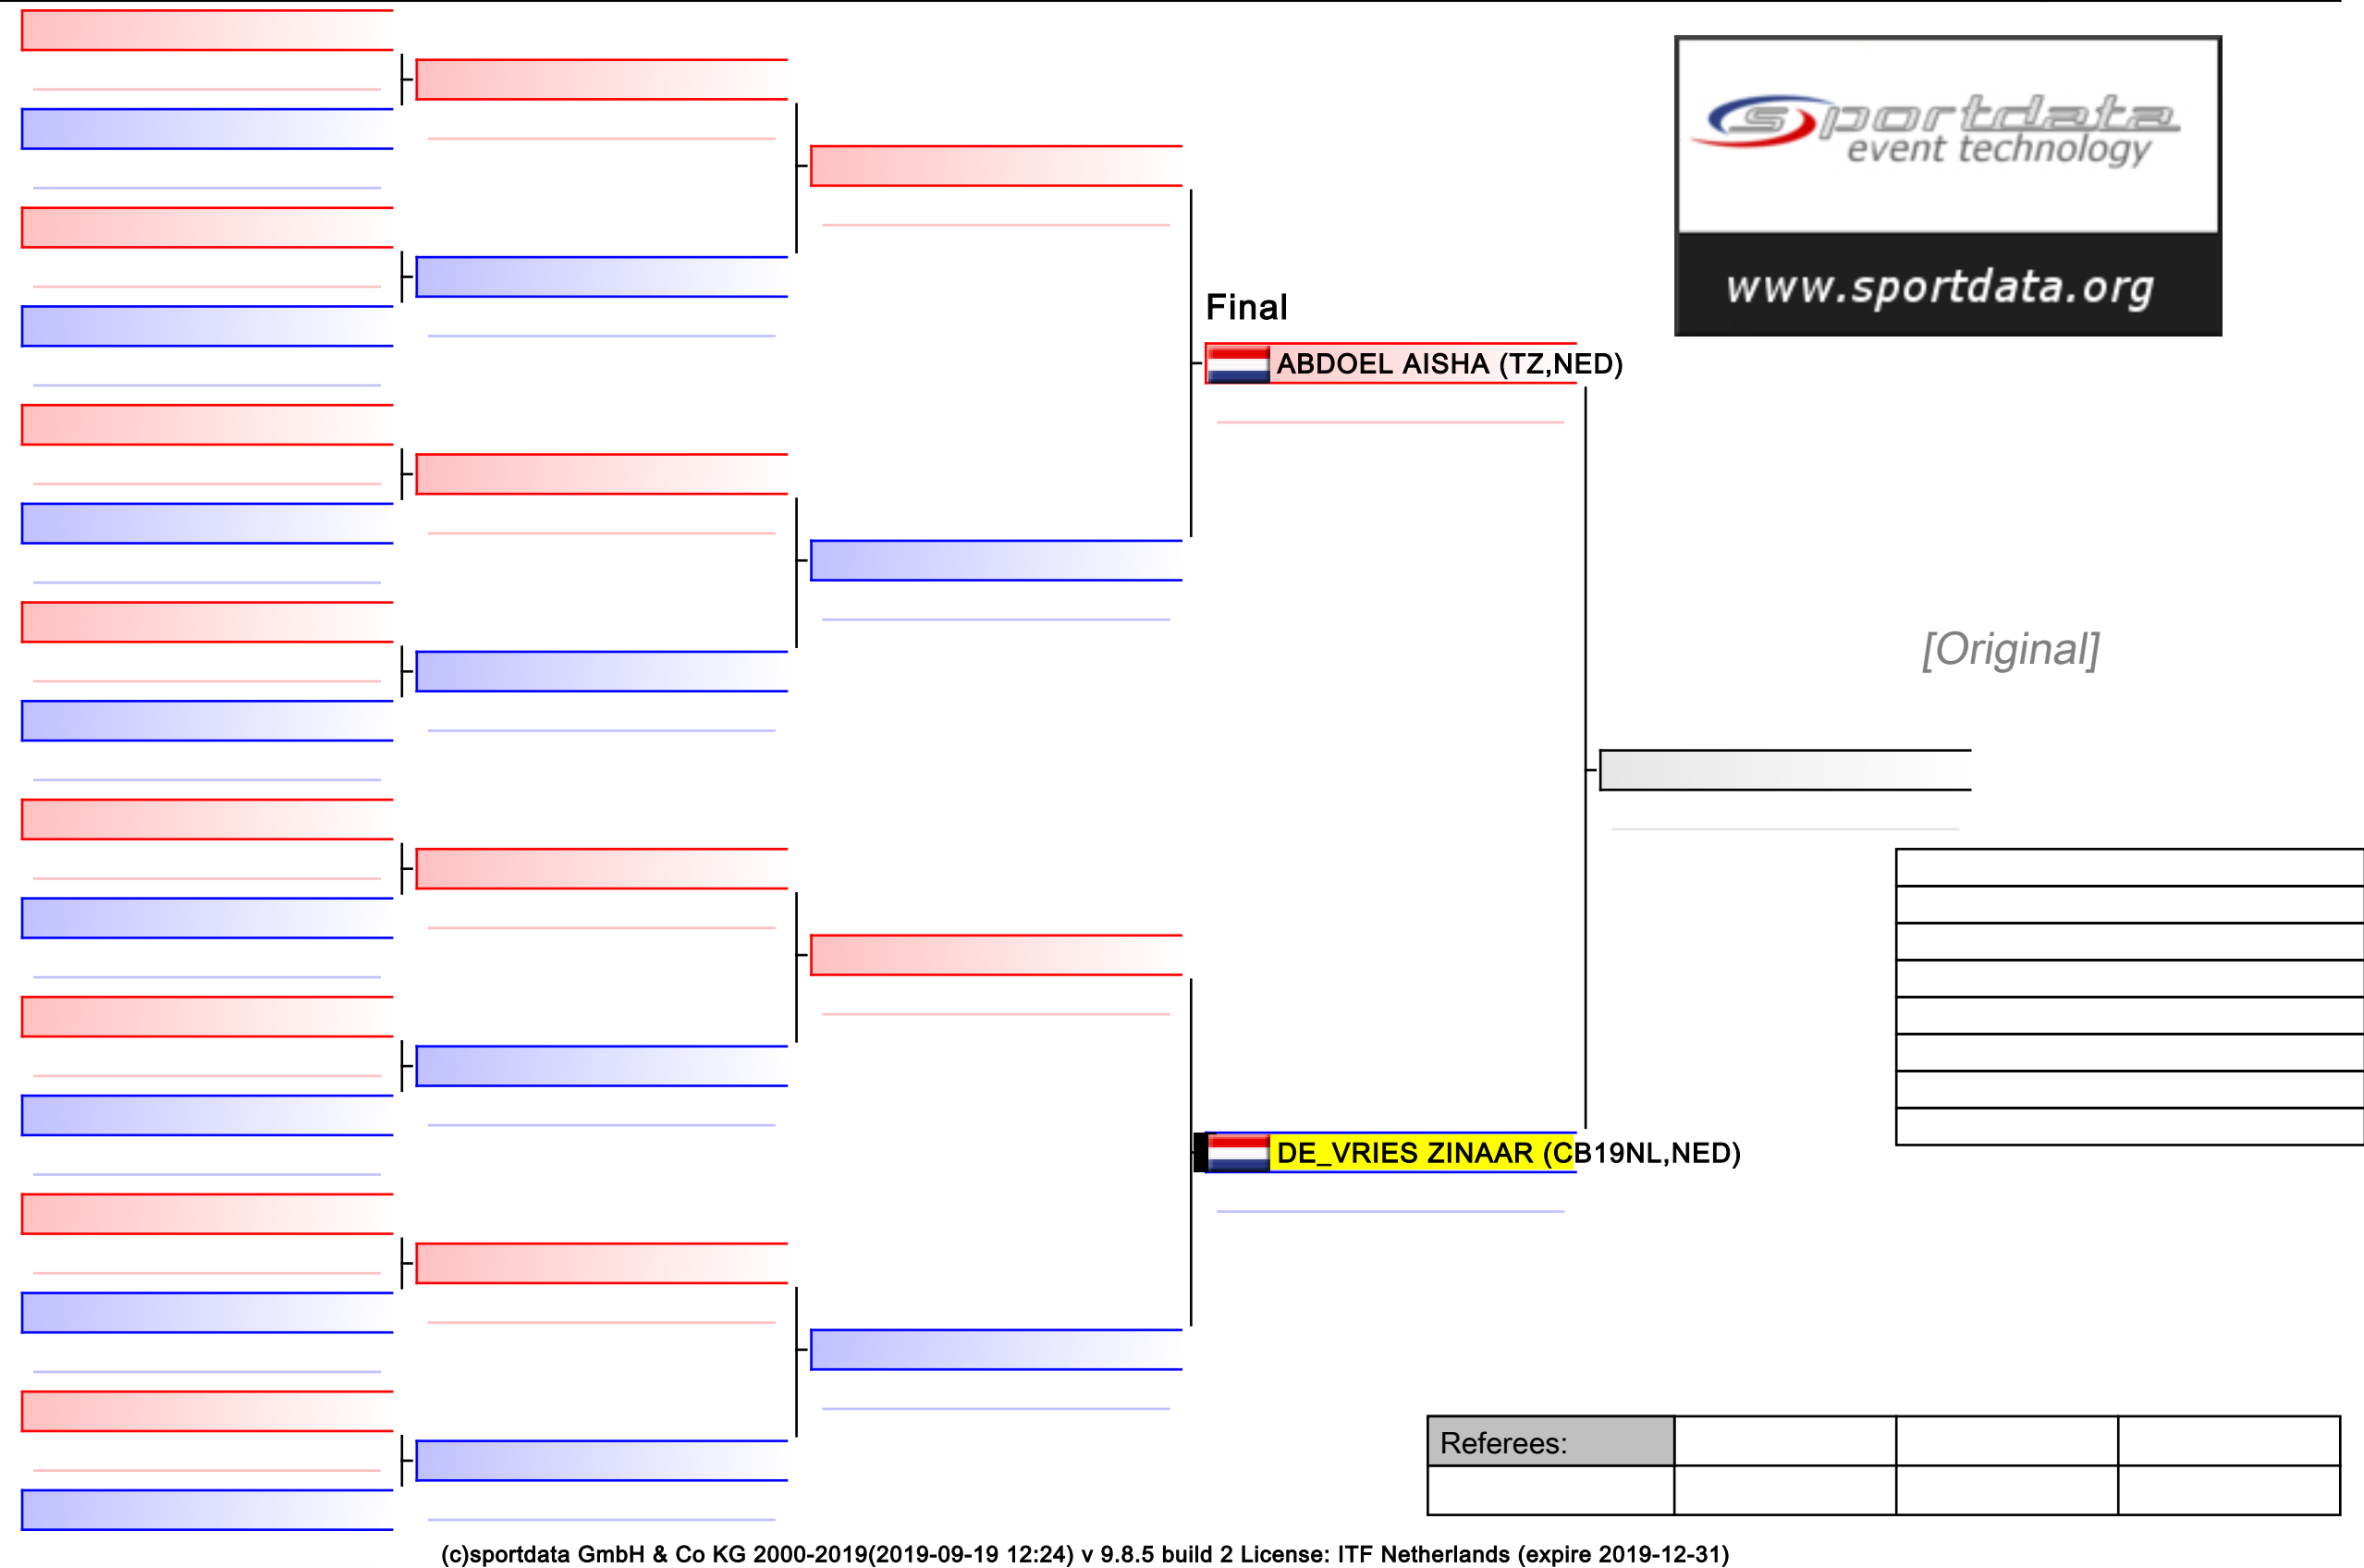 sportdata
event technology
www.sportdata.org
Final
ABDOEL AISHA (TZ,NED)
[Original]
DE_VRIES ZINAAR (CB19NL,NED)
Referees:
(c)sportdata GmbH & Co KG 2000-2019(2019-09-19 12:24) v 9.8.5 build 2 License: ITF Netherlands (expire 2019-12-31)